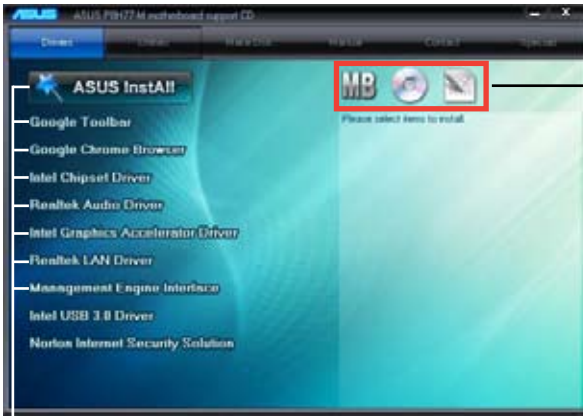 ASUS ASUS P8H77-M motherboard support CD
Drivers Utilities Make Disk Manual Contact Specials
ASUS InstAll
MB
Please select items to install.
Google Toolbar
Google Chrome Browser
Intel Chipset Driver
Realtek Audio Driver
Intel Graphics Accelerator Driver
Realtek LAN Driver
Management Engine Interface
Intel USB 3.0 Driver
Norton Internet Security Solution